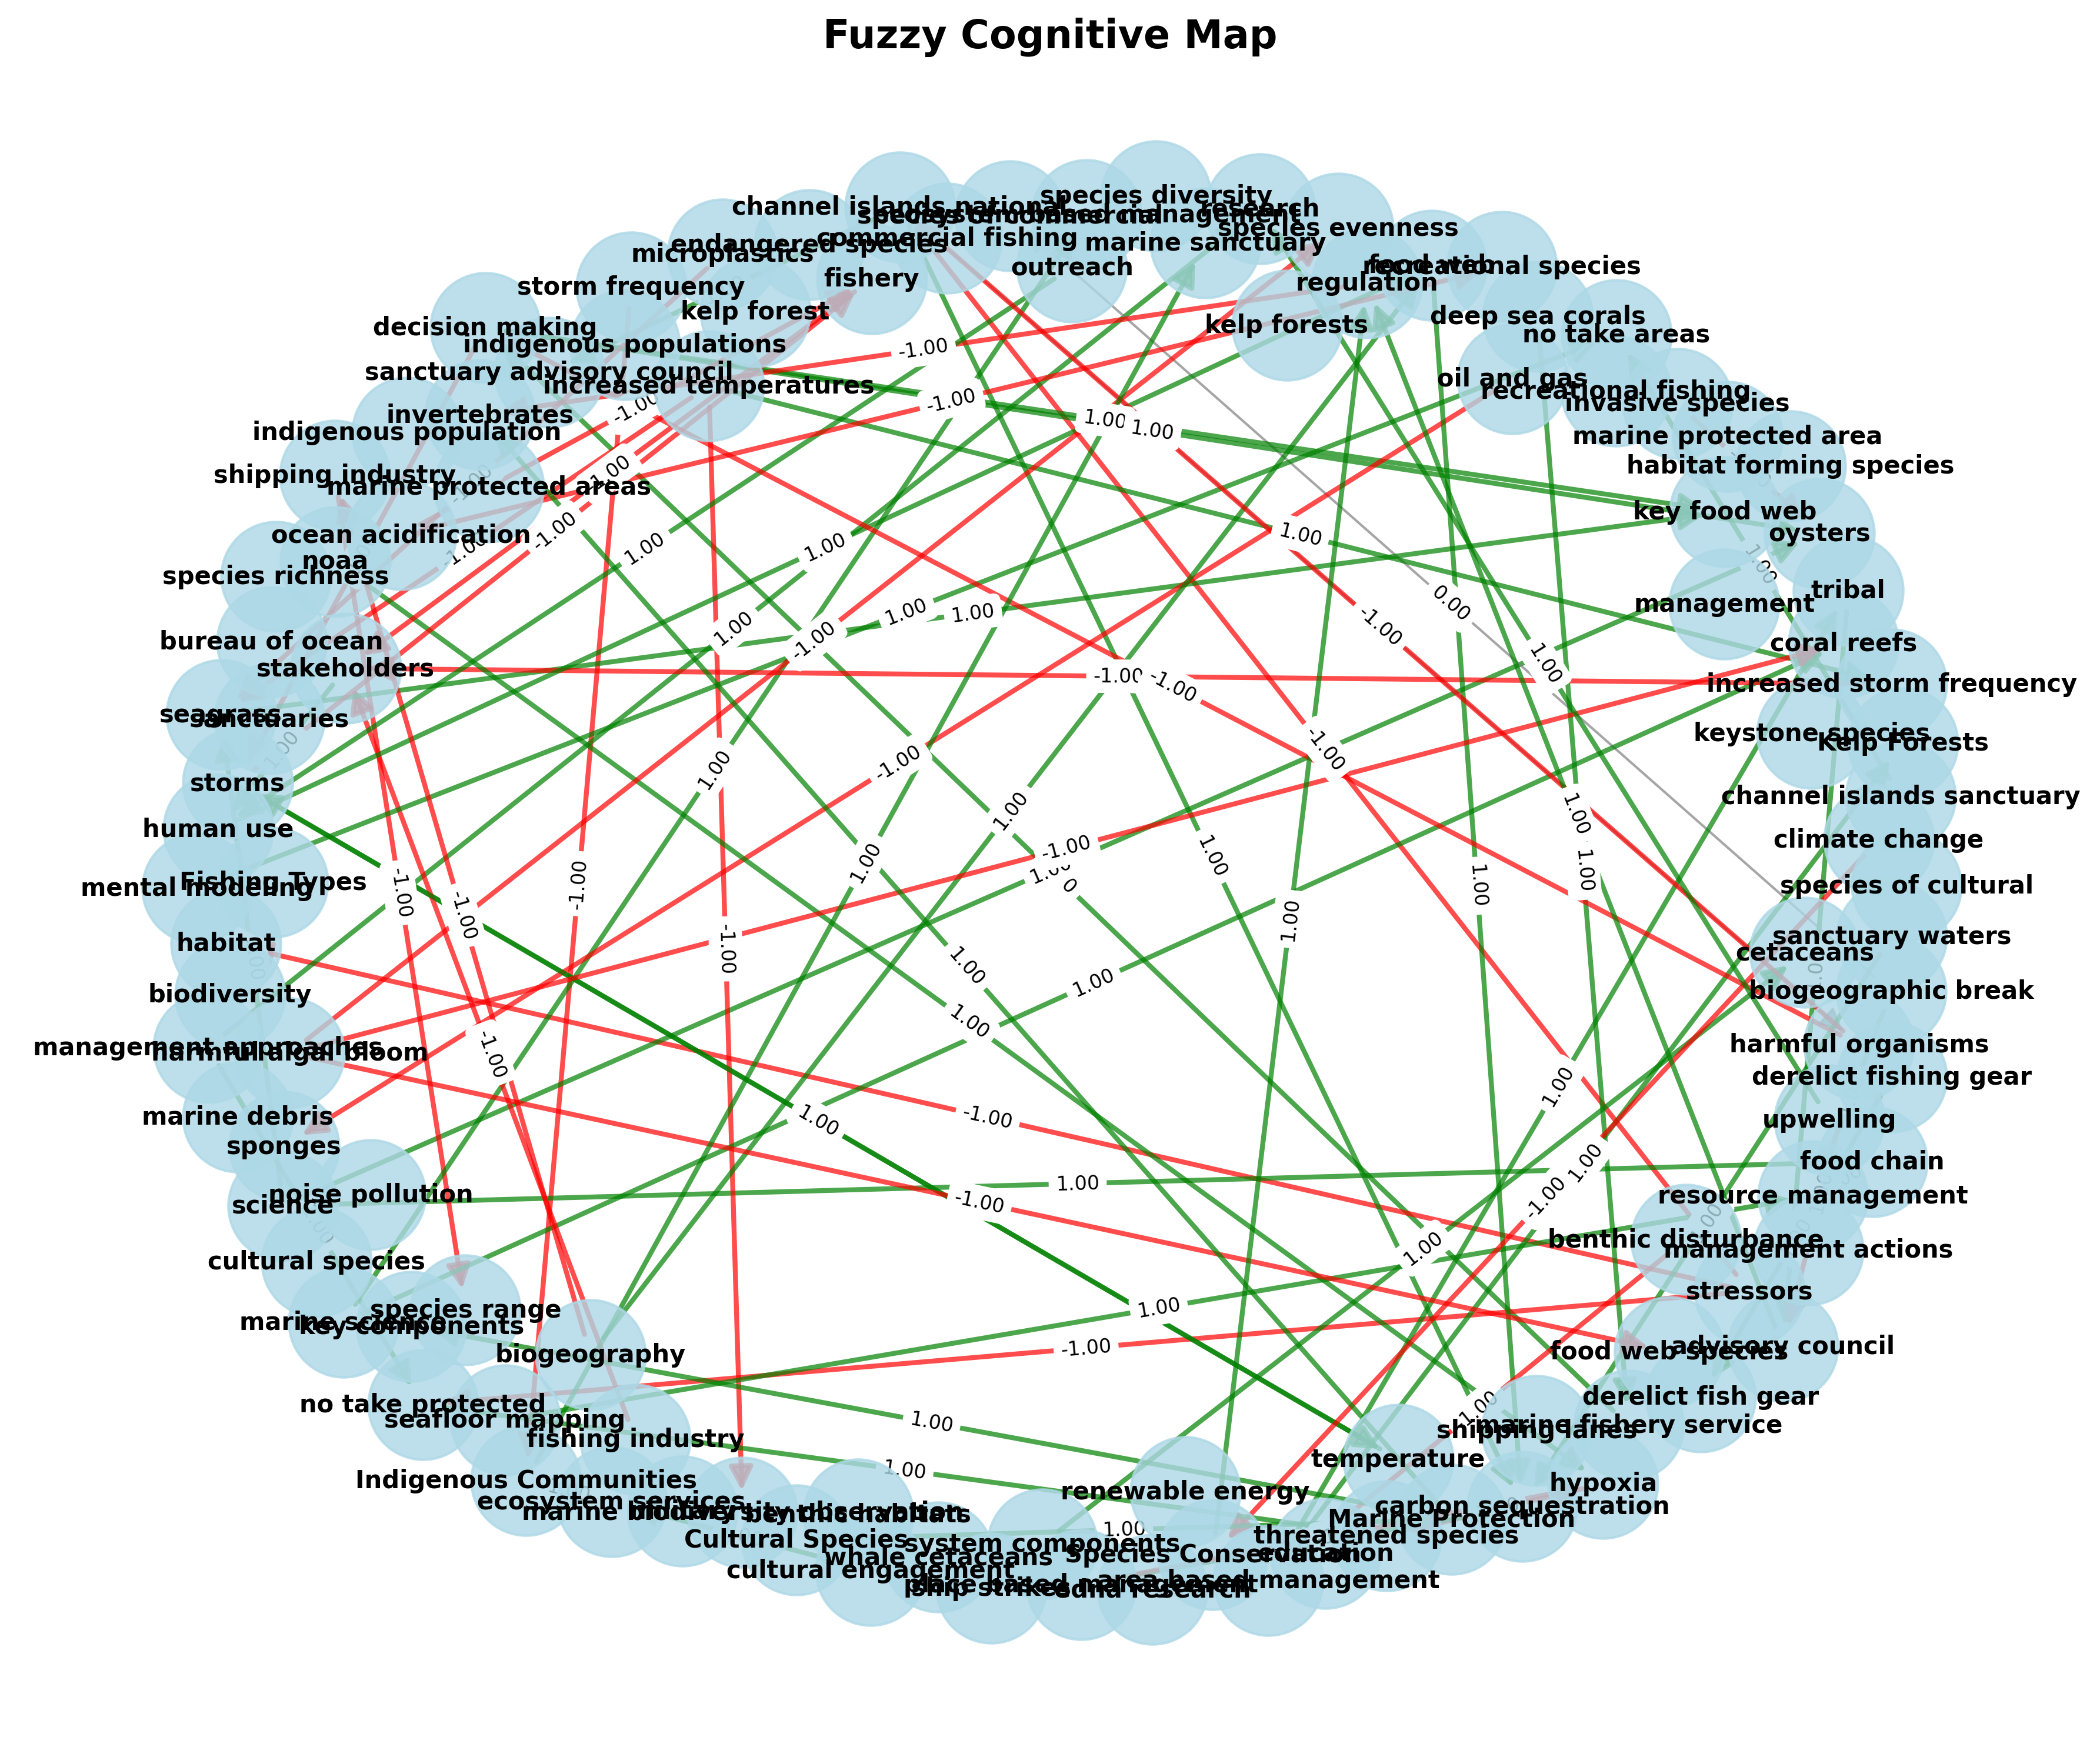 Fuzzy Cognitive Map
species diversity
channel islands national
research
species of commercial
species evenness
commercial fishing
marine sanctuary
endangered species
microplastics
outreach
food web
recreational species
fishery
regulation
storm frequency
kelp forest
deep sea corals
kelp forests
decision making
no take areas
indigenous populations
sanctuary advisory council
oil and gas
increased temperatures
recreational fishing
invasive species
invertebrates
-1.00
-1.00
-1.00
1.00
1.00
indigenous population
marine protected area
habitat forming species
shipping industry
marine protected areas
-1.00
-1.00
key food web
ocean acidification
oysters
1.00
-1.00
noaa
-1.00
1.00
1.00
1.00
species richness
tribal
management
0.00
1.00
1.00
-1.00
1.00
bureau of ocean
-1.00
coral reefs
stakeholders
1.00
-1.00
-1.00
increased storm frequency
seagrass
sanctuaries
keystone species
Kelp Forests
1.00
-1.00
-1.00
1.00
storms
channel islands sanctuary
1.00
1.00
human use
climate change
-1.00
1.00
1.00
1.00
1.00
mental modeling
Fishing Types
species of cultural
-1.00
-1.00
1.00
-1.00
1.00
habitat
-1.00
sanctuary waters
cetaceans
1.00
1.00
biodiversity
biogeographic break
1.00
management approaches
harmful algal bloom
-1.00
harmful organisms
derelict fishing gear
1.00
marine debris
-1.00
1.00
upwelling
sponges
1.00
food chain
1.00
science
noise pollution
-1.00
-1.00
resource management
benthic disturbance
management actions
1.00
cultural species
stressors
1.00
species range
marine science
key components
-1.00
advisory council
food web species
biogeography
no take protected
derelict fish gear
seafloor mapping
1.00
marine fishery service
shipping lanes
fishing industry
temperature
1.00
Indigenous Communities
renewable energy
hypoxia
ecosystem services
carbon sequestration
benthic habitats
Marine Protection
1.00
threatened species
Cultural Species
system components
whale cetaceans
Species Conservation
education
cultural engagement
area based management
place based management
ship strikes
edna research